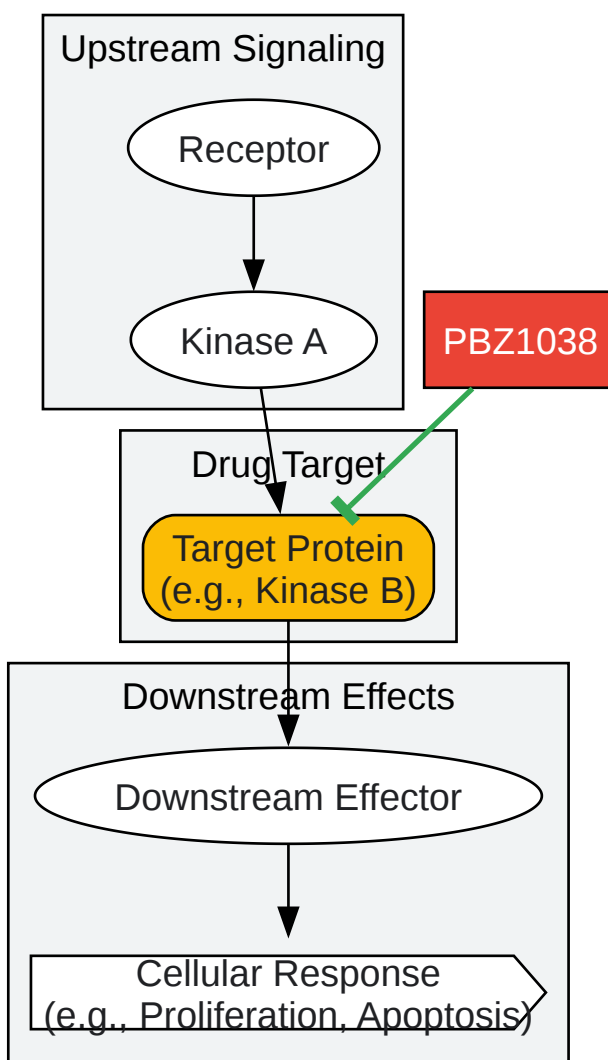 Upstream Signaling
Receptor
Kinase A
PBZ1038
Drug Target
Target Protein
(e.g., Kinase B)
Downstream Effects
Downstream Effector
Cellular Response
(e.g., Proliferation, Apoptosis)